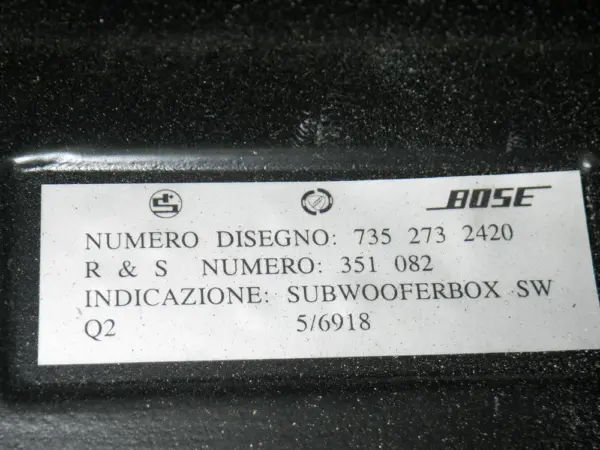 BOSE
NUMERO DISEGNO: 735 273 2420
R & S NUMERO: 351 082
INDICAZIONE: SUBWOOFERBOX SW
Q2 5/6918